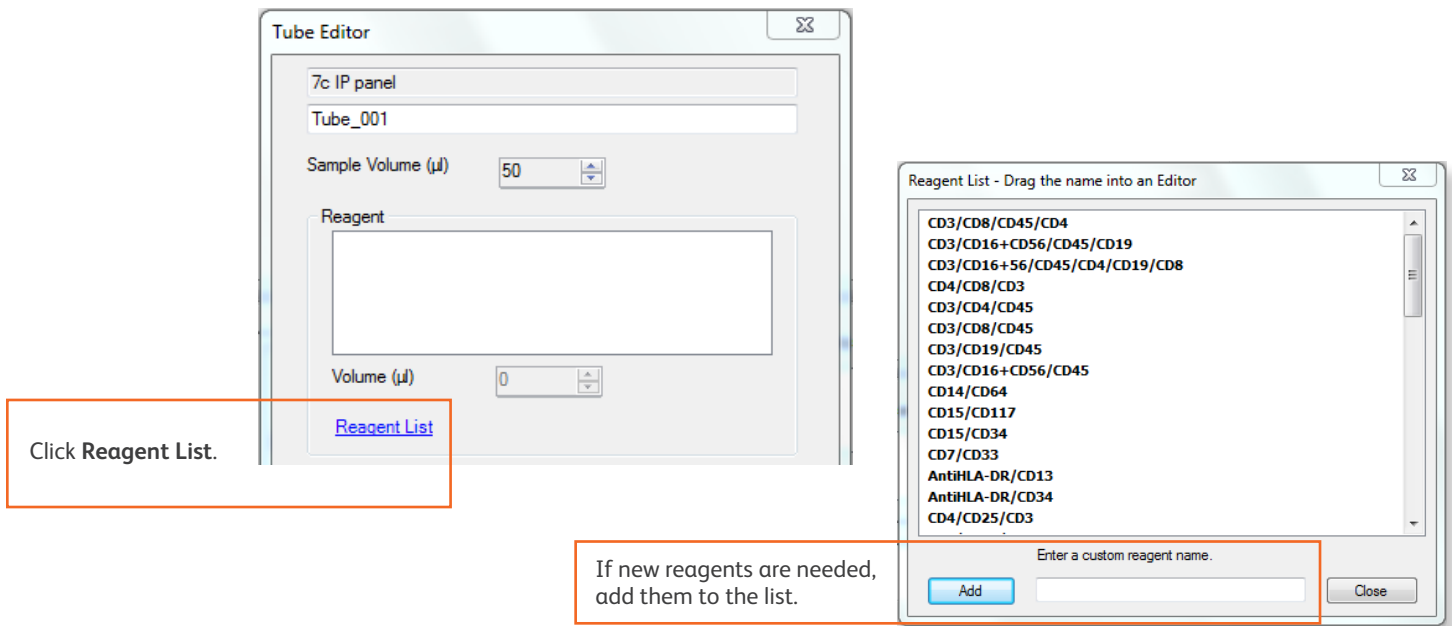 Tube Editor
7c IP panel
Tube_001
Sample Volume (µl)
50
Reagent
Volume (µl)
0
Reagent List
Click Reagent List.
Reagent List - Drag the name into an Editor
CD3/CD8/CD45/CD4
CD3/CD16+CD56/CD45/CD19
CD3/CD16+56/CD45/CD4/CD19/CD8
CD4/CD8/CD3
CD3/CD4/CD45
CD3/CD8/CD45
CD3/CD19/CD45
CD3/CD16+CD56/CD45
CD14/CD64
CD15/CD117
CD15/CD34
CD7/CD33
AntiHLA-DR/CD13
AntiHLA-DR/CD34
CD4/CD25/CD3
Enter a custom reagent name.
Add
Close
If new reagents are needed,
add them to the list.